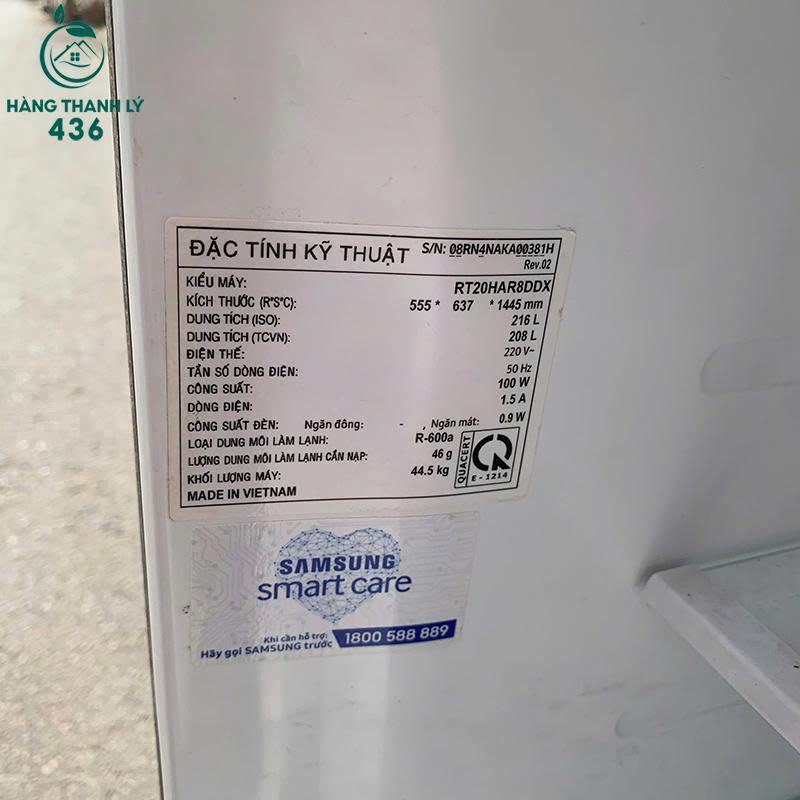 HÀNG THANH LÝ
436
ĐẶC TÍNH KỸ THUẬT S/N: 08RN4NAKA00381H
Rev.02
KIỂU MÁY: RT20HAR8DDX
KÍCH THƯỚC (R*S*C): 555 * 637 * 1445 mm
DUNG TÍCH (ISO): 216 L
DUNG TÍCH (TCVN): 208 L
ĐIỆN THẾ: 220 V~
TẦN SỐ DÒNG ĐIỆN: 50 Hz
CÔNG SUẤT: 100 W
DÒNG ĐIỆN: 1.5 A
CÔNG SUẤT ĐÈN: Ngăn đông: - , Ngăn mát: 0.9 W
LOẠI DUNG MÔI LÀM LẠNH: R-600a
LƯỢNG DUNG MÔI LÀM LẠNH CẦN NẠP: 46 g
KHỐI LƯỢNG MÁY: 44.5 kg
MADE IN VIETNAM
QUACERT
E - 1214
SAMSUNG
smart care
Khi cần hỗ trợ:
Hãy gọi SAMSUNG trước 1800 588 889